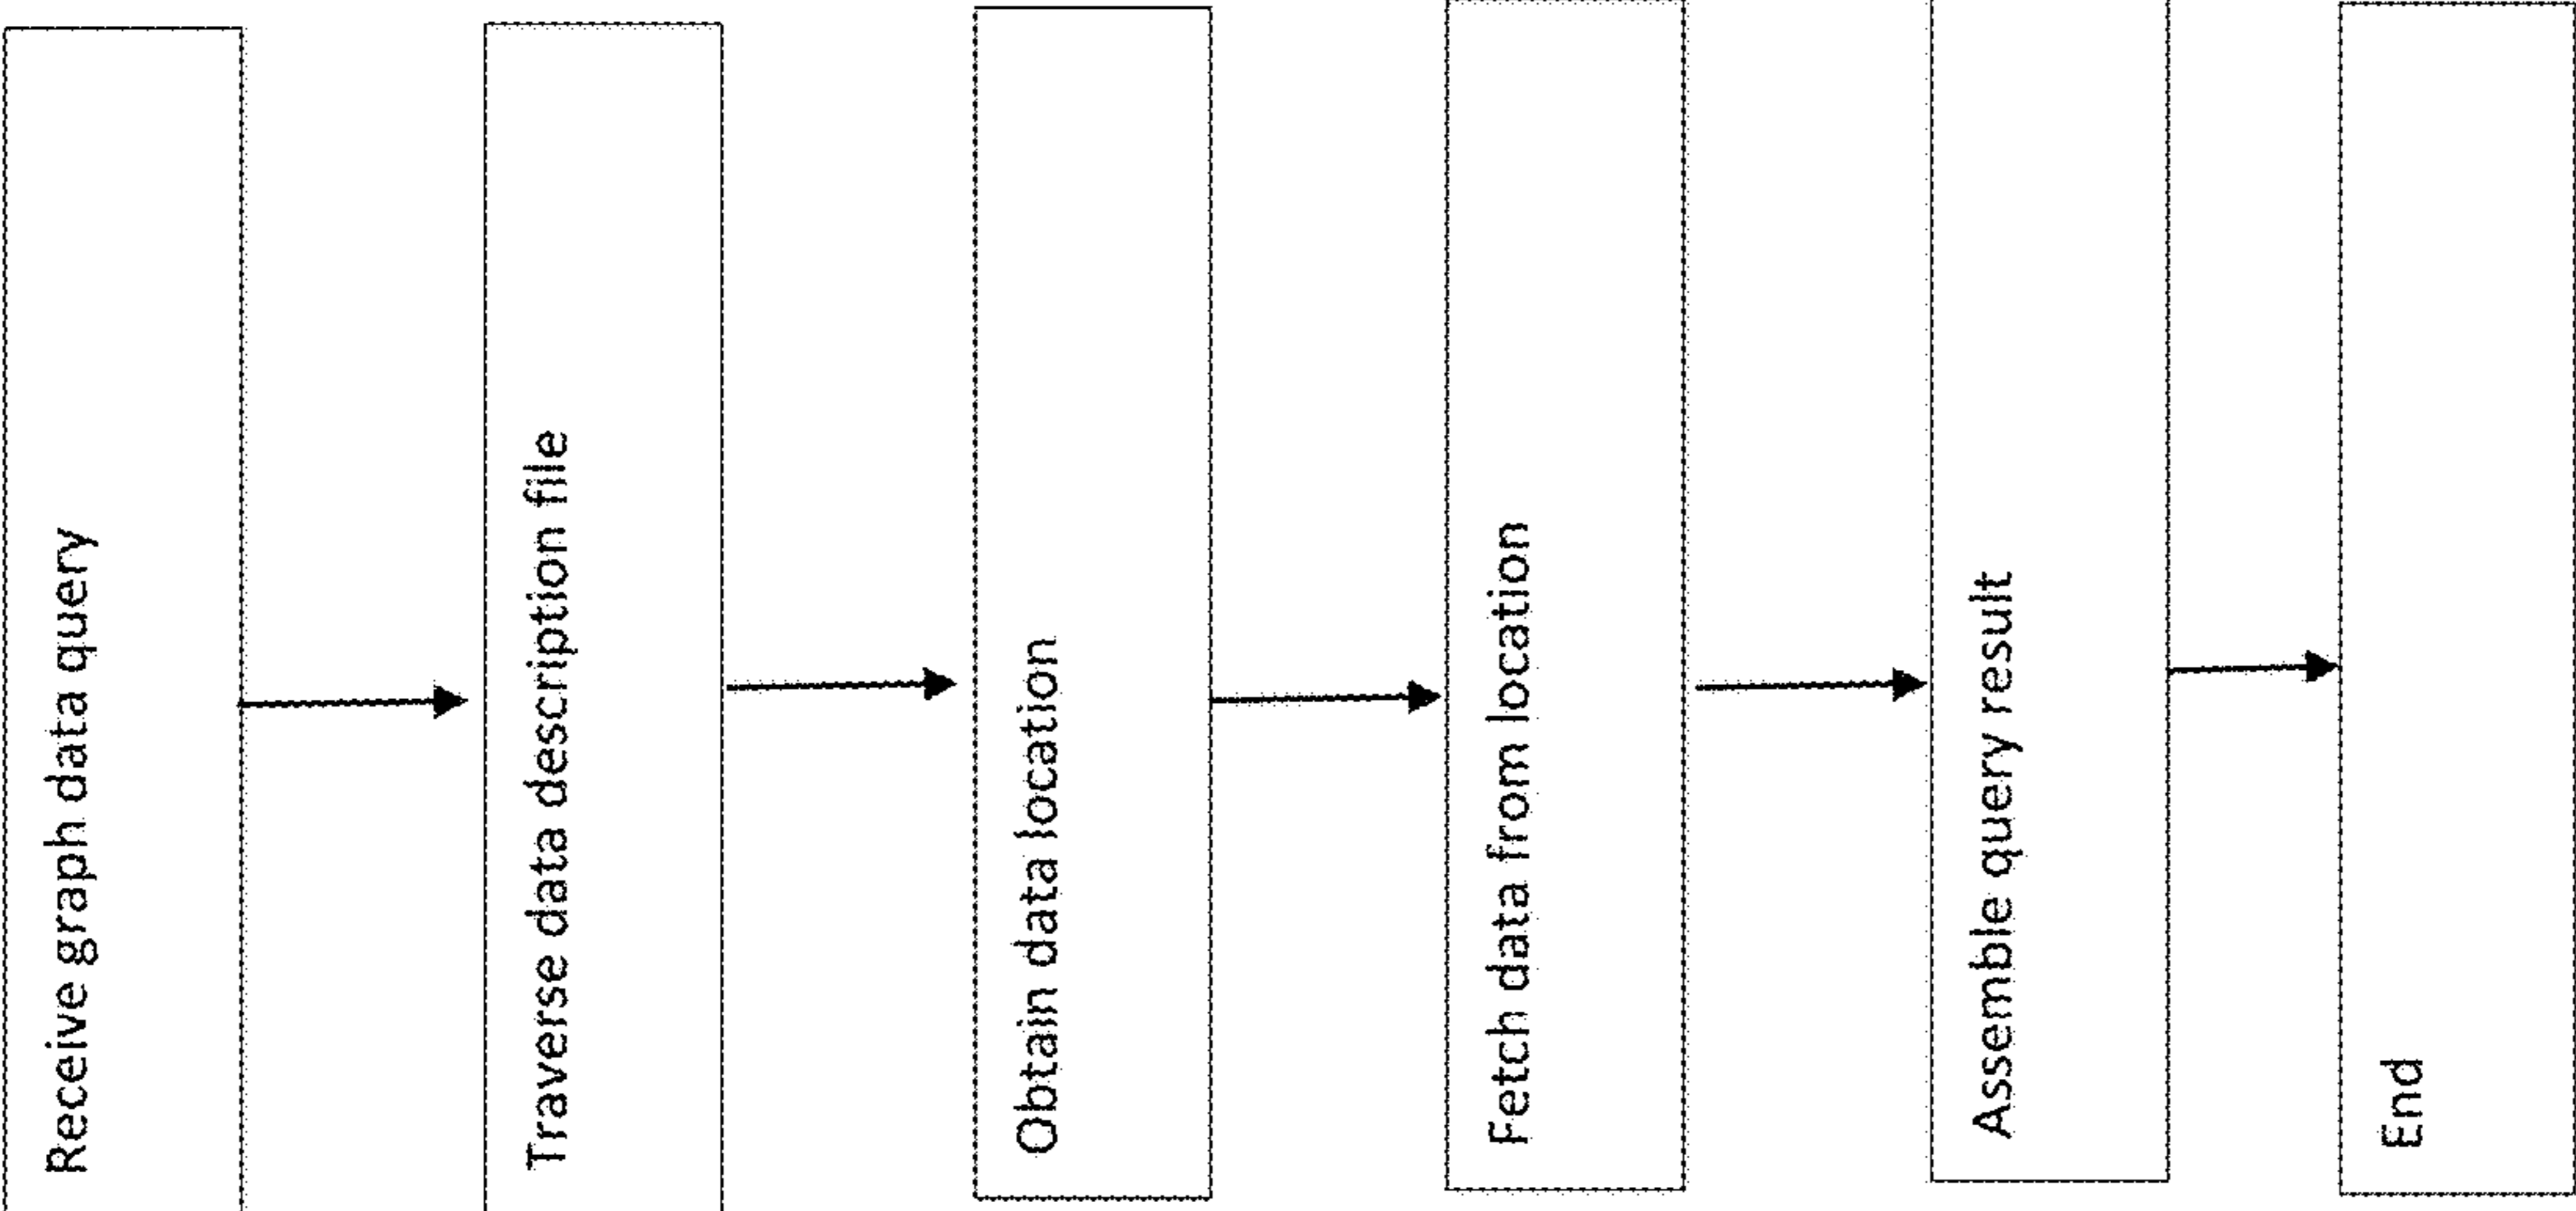 Receive graph data query
Traverse data description file
Obtain data location
Fetch data from location
Assemble query result
End